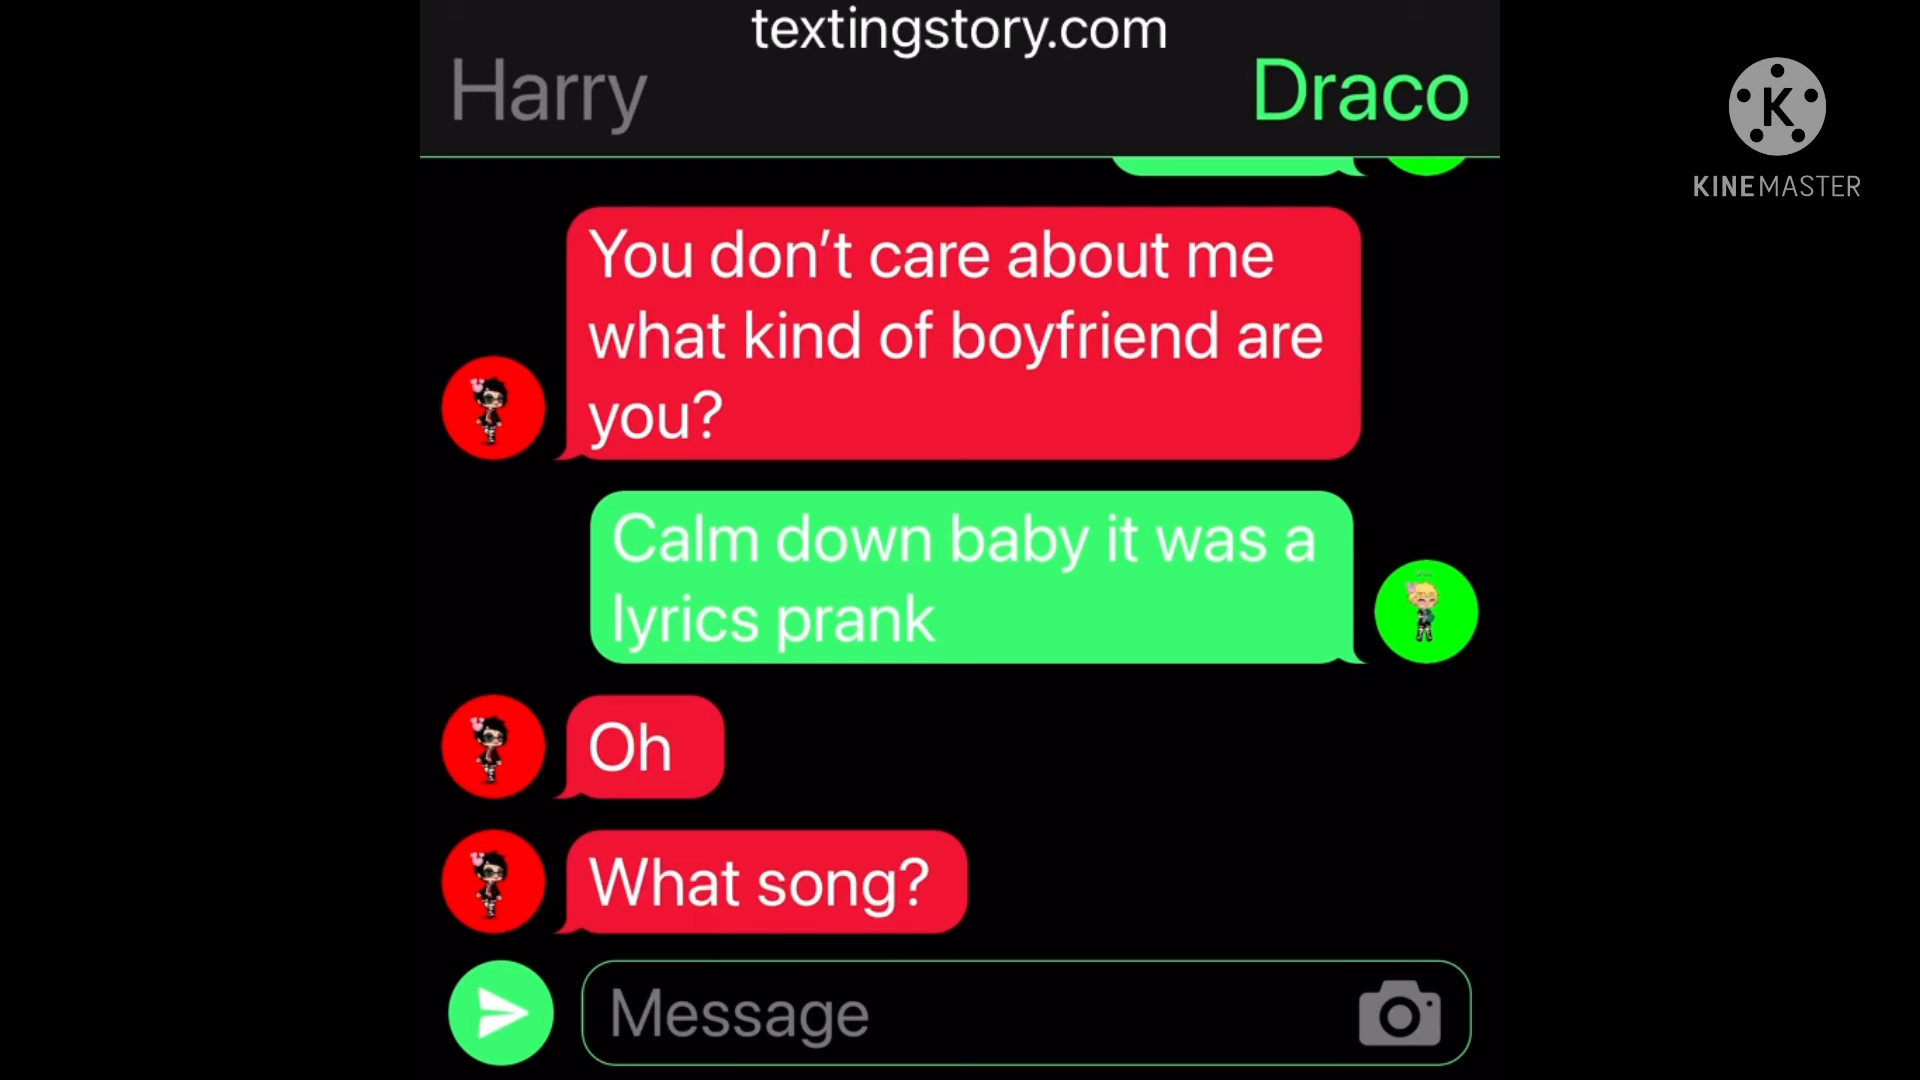 textingstory.com
Harry
Draco
K
KINEMASTER
You don’t care about me
what kind of boyfriend are
you?
Calm down baby it was a
lyrics prank
Oh
What song?
Message